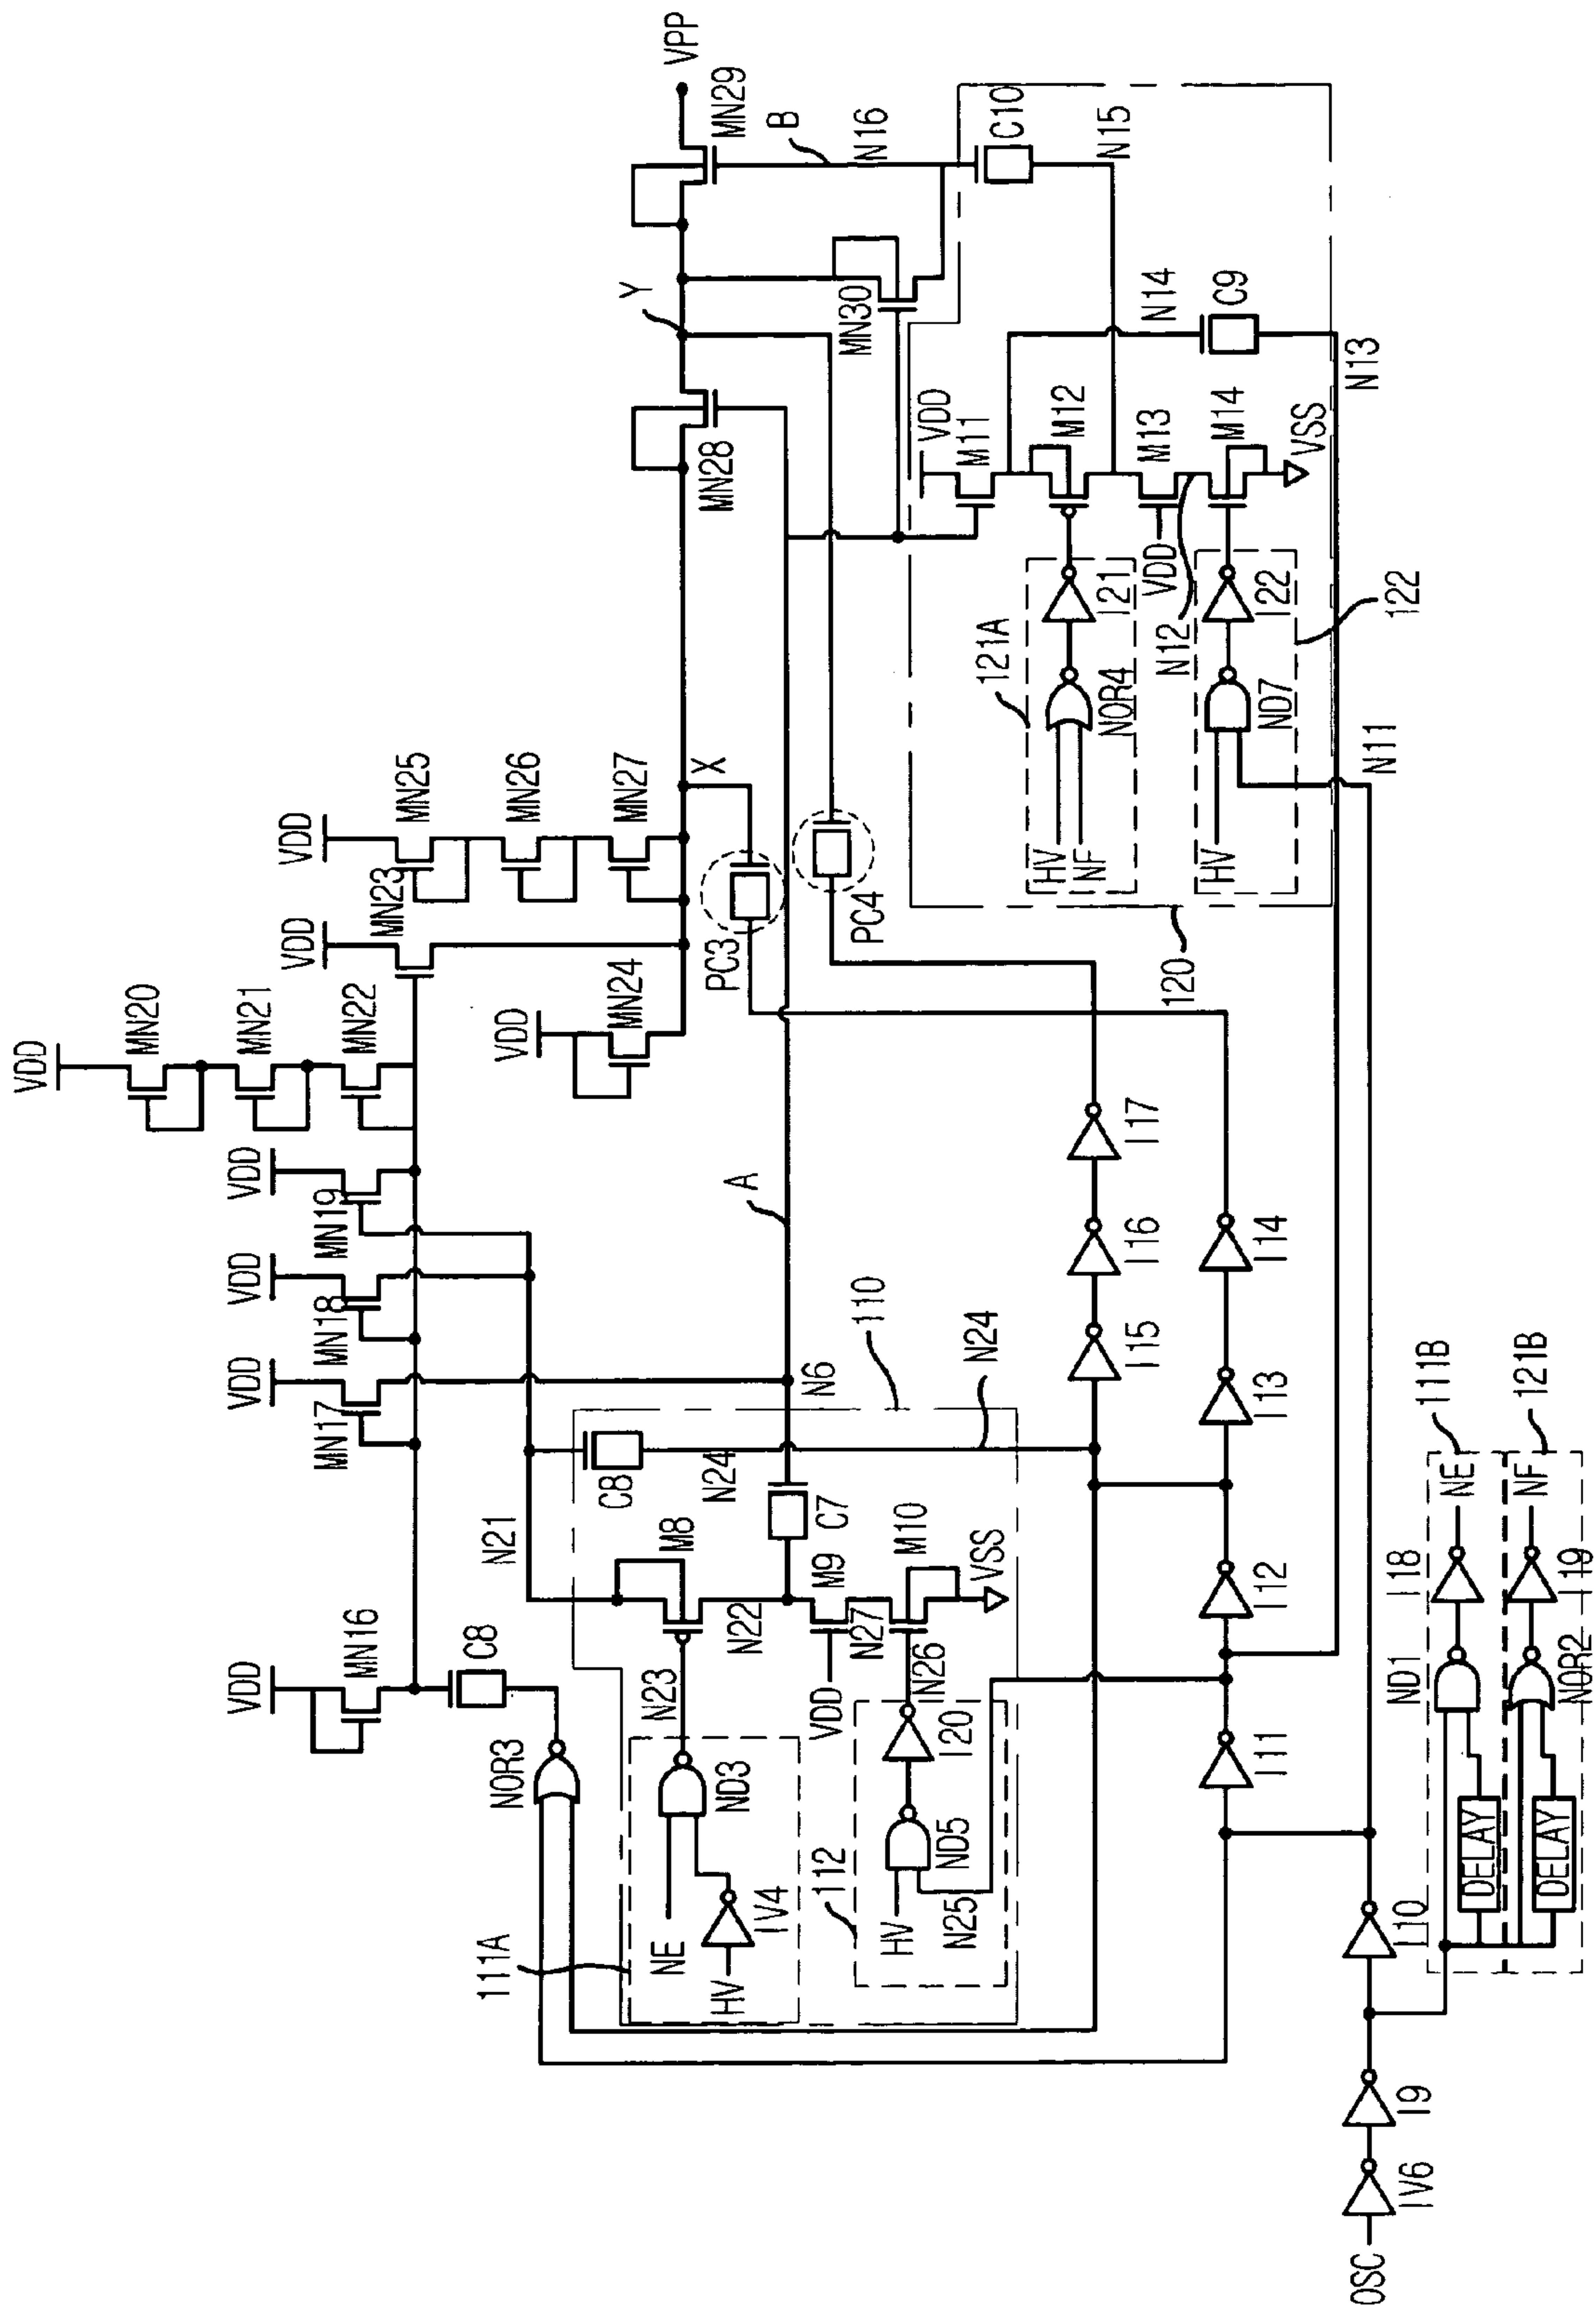 VDD
MN20
MN21
MN22
VDD
MN16
VDD
MN17
VDD
MN18
VDD
MN19
VDD
MN23
VDD
MN25
MN26
MN27
VDD
MN24
C8
NOR3
N21
X
Y
MN28
MN29
VPP
PC3
PC4
A
B
N16
MN30
111A
NE
HV
IV4
ND3
N23
M8
N22
C8
N24
C7
N6
M9
VDD
N27
M10
VSS
N26
112
HV
N25
ND5
I20
110
N24
VDD
M11
M12
M13
VDD
N12
M14
VSS
N14
C9
N13
C10
N15
121A
HV
NF
NOR4
I21
HV
ND7
I22
122
120
N11
I15
I16
I17
I11
I12
I13
I14
OSC
IV6
I9
I10
DELAY
DELAY
ND1
NOR2
I18
I19
NE
NF
111B
121B